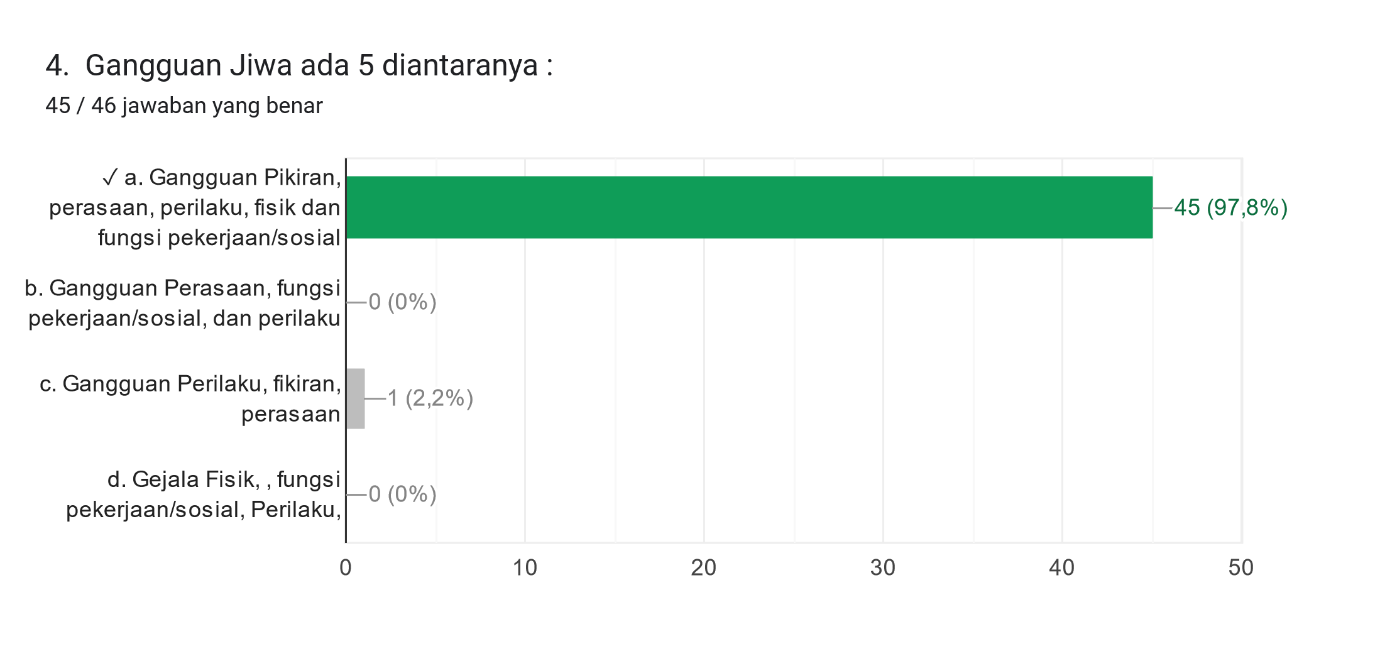 4. Gangguan Jiwa ada 5 diantaranya :
45 / 46 jawaban yang benar
✓ a. Gangguan Pikiran,
perasaan, perilaku, fisik dan
fungsi pekerjaan/sosial
45 (97,8%)
b. Gangguan Perasaan, fungsi
pekerjaan/sosial, dan perilaku
0 (0%)
c. Gangguan Perilaku, fikiran,
perasaan
1 (2,2%)
d. Gejala Fisik, , fungsi
pekerjaan/sosial, Perilaku,
0 (0%)
0 10 20 30 40 50